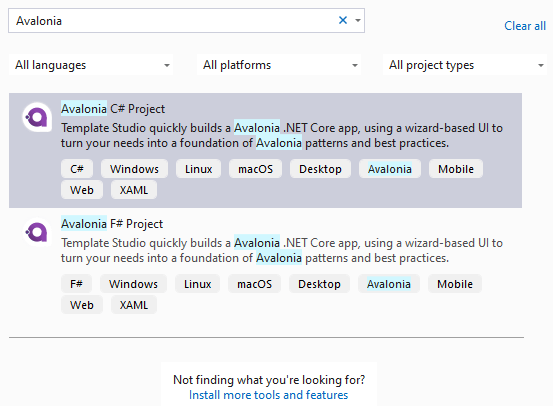 Avalonia
Clear all
All languages
All platforms
All project types
Avalonia C# Project
Template Studio quickly builds a Avalonia .NET Core app, using a wizard-based UI to
turn your needs into a foundation of Avalonia patterns and best practices.
C# Windows Linux macOS Desktop Avalonia Mobile
Web XAML
Avalonia F# Project
Template Studio quickly builds a Avalonia .NET Core app, using a wizard-based UI to
turn your needs into a foundation of Avalonia patterns and best practices.
F# Windows Linux macOS Desktop Avalonia Mobile
Web XAML
Not finding what you're looking for?
Install more tools and features